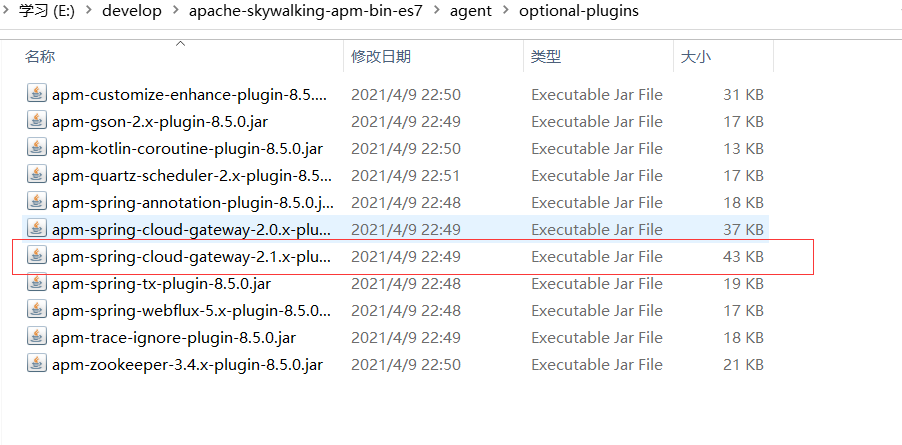 学习 (E:) > develop > apache-skywalking-apm-bin-es7 > agent > optional-plugins
名称 修改日期 类型 大小
apm-customize-enhance-plugin-8.5.... 2021/4/9 22:50 Executable Jar File 31 KB
apm-gson-2.x-plugin-8.5.0.jar 2021/4/9 22:49 Executable Jar File 17 KB
apm-kotlin-coroutine-plugin-8.5.0.jar 2021/4/9 22:50 Executable Jar File 13 KB
apm-quartz-scheduler-2.x-plugin-8.5... 2021/4/9 22:51 Executable Jar File 17 KB
apm-spring-annotation-plugin-8.5.0.j... 2021/4/9 22:48 Executable Jar File 18 KB
apm-spring-cloud-gateway-2.0.x-plu... 2021/4/9 22:49 Executable Jar File 37 KB
apm-spring-cloud-gateway-2.1.x-plu... 2021/4/9 22:49 Executable Jar File 43 KB
apm-spring-tx-plugin-8.5.0.jar 2021/4/9 22:48 Executable Jar File 19 KB
apm-spring-webflux-5.x-plugin-8.5.0... 2021/4/9 22:48 Executable Jar File 17 KB
apm-trace-ignore-plugin-8.5.0.jar 2021/4/9 22:49 Executable Jar File 18 KB
apm-zookeeper-3.4.x-plugin-8.5.0.jar 2021/4/9 22:50 Executable Jar File 21 KB